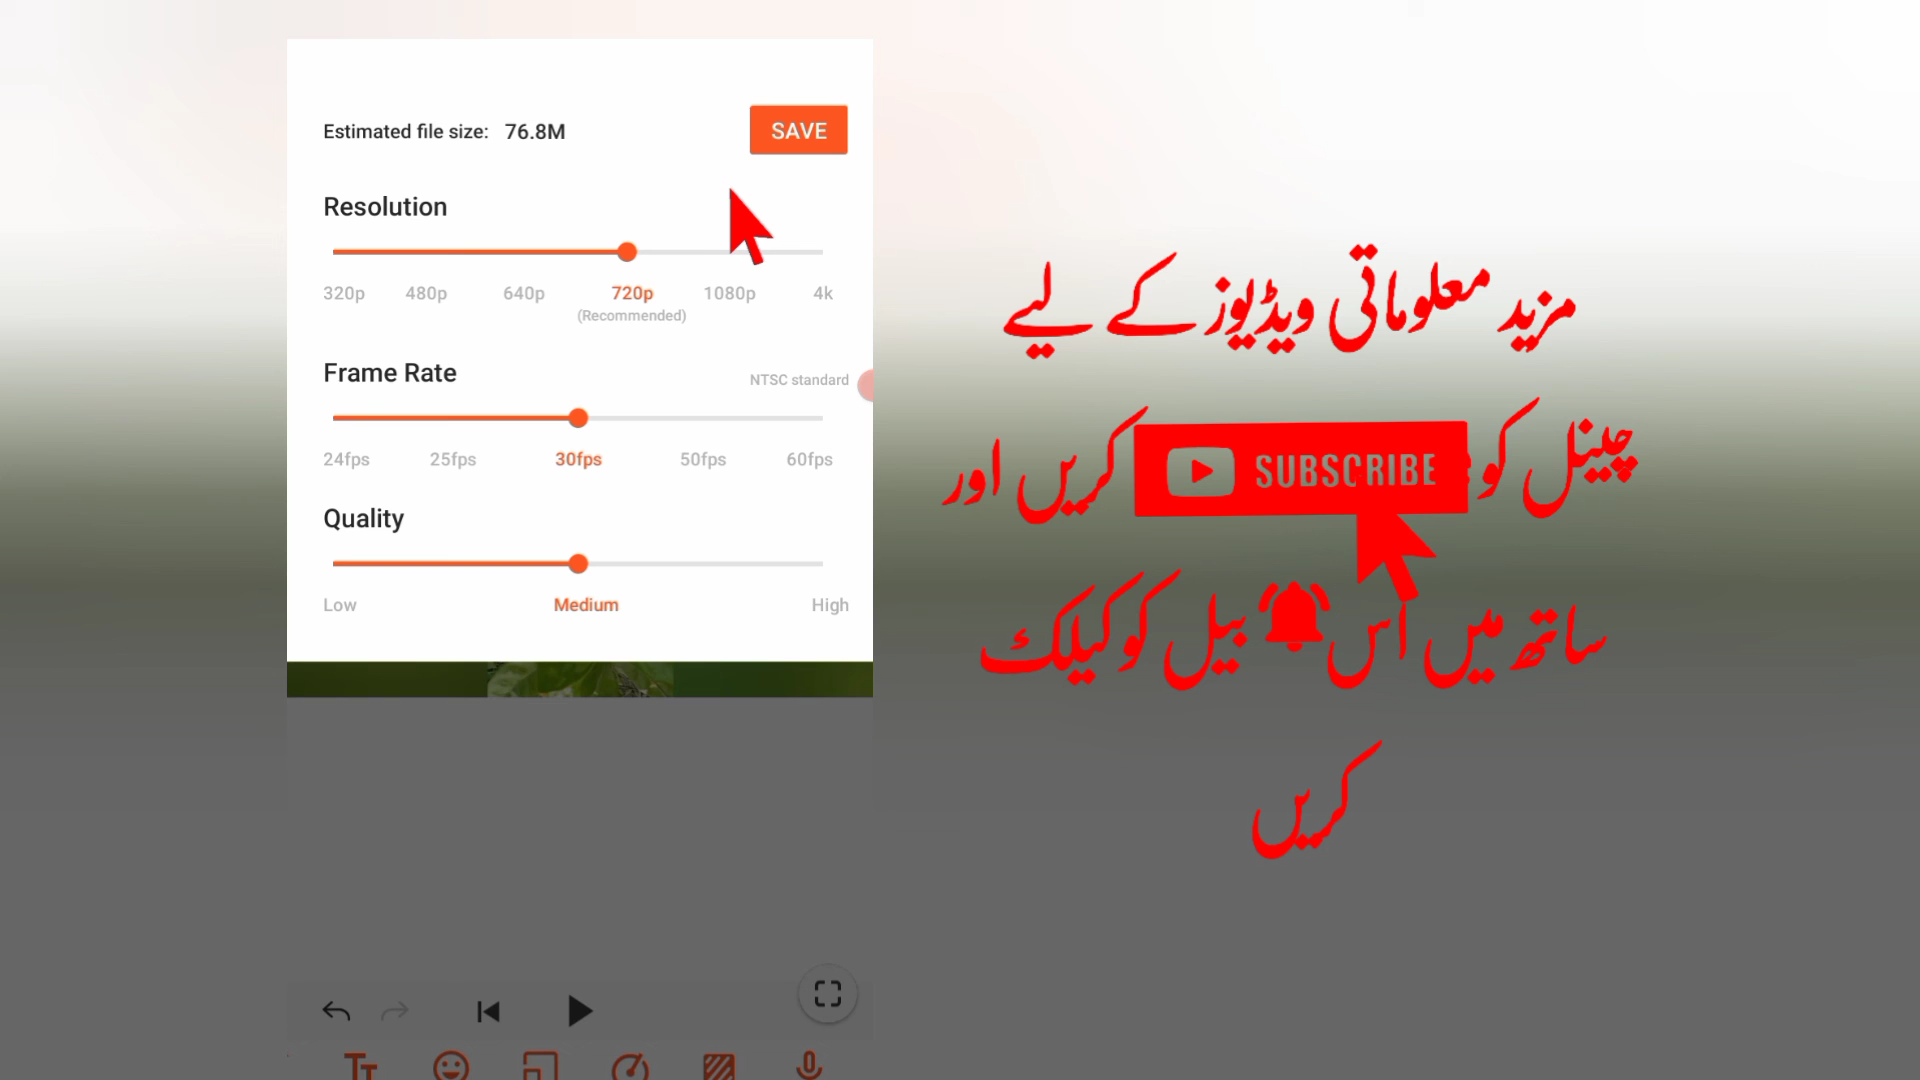 Estimated file size: 76.8M
SAVE
Resolution
320p 480p 640p 720p 1080p 4k
(Recommended)
Frame Rate
NTSC standard
24fps 25fps 30fps 50fps 60fps
Quality
Low Medium High
مزید معلوماتی ویڈیوز کے لیے
چینل کو SUBSCRIBE کریں اور
ساتھ میں اس بیل کو کیلک
کریں